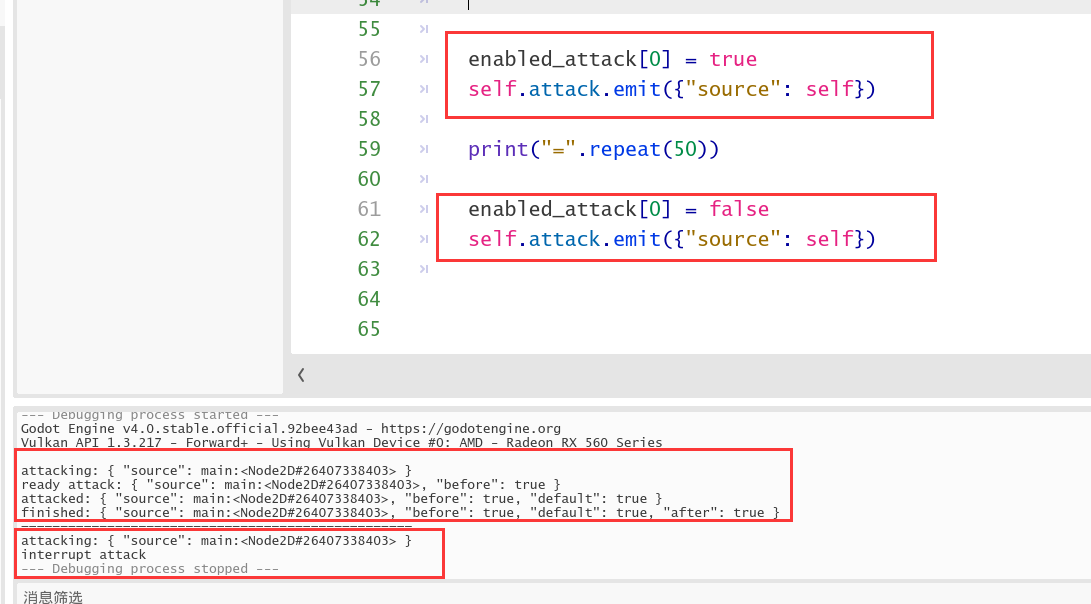 54
55
56 enabled_attack[0] = true
57 self.attack.emit({"source": self})
58
59 print("=".repeat(50))
60
61 enabled_attack[0] = false
62 self.attack.emit({"source": self})
63
64
65
--- Debugging process started ---
Godot Engine v4.0.stable.official.92bee43ad - https://godotengine.org
Vulkan API 1.3.217 - Forward+ - Using Vulkan Device #0: AMD - Radeon RX 560 Series
attacking: { "source": main:<Node2D#26407338403> }
ready attack: { "source": main:<Node2D#26407338403>, "before": true }
attacked: { "source": main:<Node2D#26407338403>, "before": true, "default": true }
finished: { "source": main:<Node2D#26407338403>, "before": true, "default": true, "after": true }
==================================================
attacking: { "source": main:<Node2D#26407338403> }
interrupt attack
--- Debugging process stopped ---
消息筛选